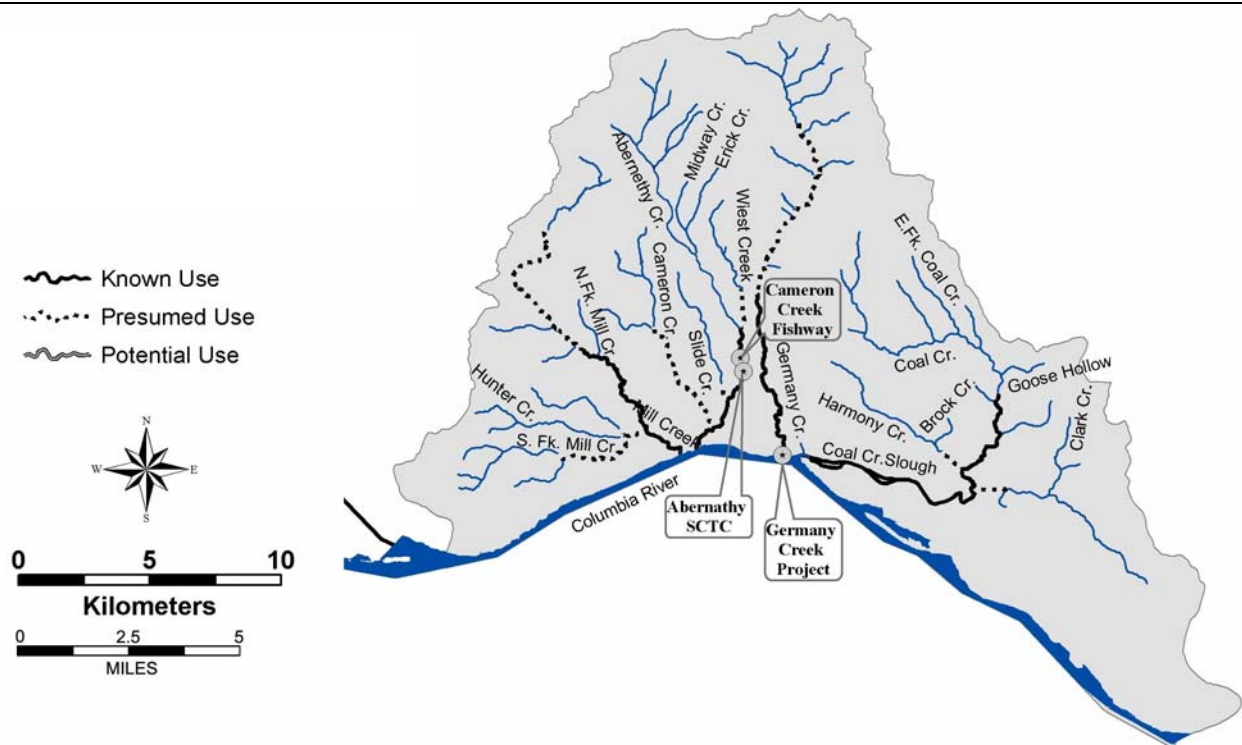 Known Use
Presumed Use
Potential Use
N
W
E
S
0 5 10
Kilometers
0 2.5 5
MILES
Abernethy Cr.
Midway Cr.
Erick Cr.
Wiest Creek
Cameron Cr.
Slide Cr.
N.Fk. Mill Cr.
Mill Creek
Hunter Cr.
S. Fk. Mill Cr.
Columbia River
Cameron
Creek
Fishway
Germany Cr.
Abernathy
SCTC
Germany
Creek
Project
E.Fk. Coal Cr.
Coal Cr.
Goose Hollow
Brock Cr.
Harmony Cr.
Coal Cr.Slough
Clark Cr.